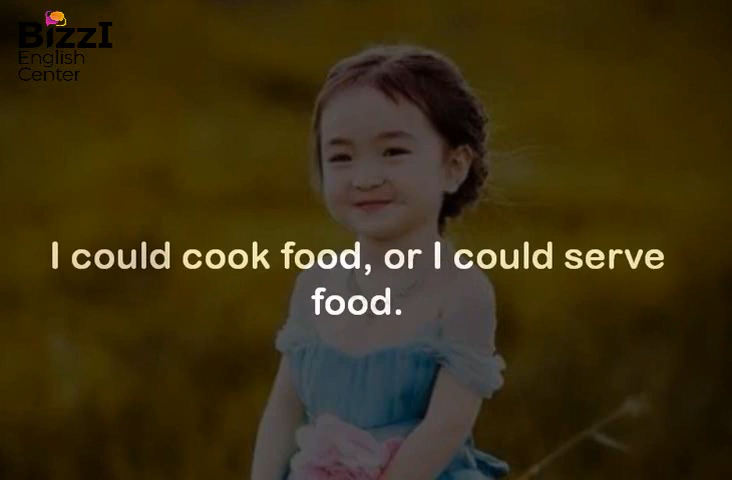 BizzI
English
Center
I could cook food, or I could serve
food.